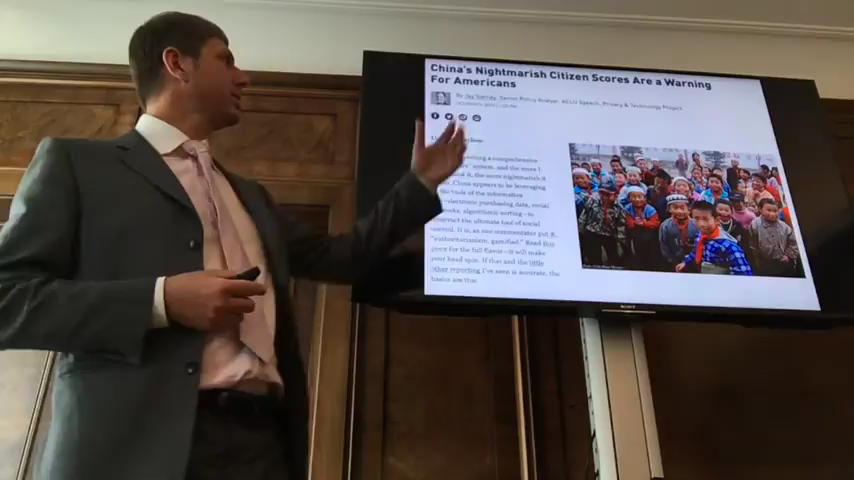 China's Nightmarish Citizen Scores Are a Warning
For Americans
By Jay Stanley, Senior Policy Analyst, ACLU Speech, Privacy & Technology Project
a comprehensive
system, and the more I
it, the more nightmarish it
China appears to be leveraging
tools of the information
electronic purchasing data, social
algorithmic sorting—to
construct the ultimate tool of social
control. It is, as one commentator put it,
"authoritarianism, gamified." Read this
piece for the full flavor—it will make
your head spin. If that and the little
other reporting I've seen is accurate, the
basics are this:
SONY